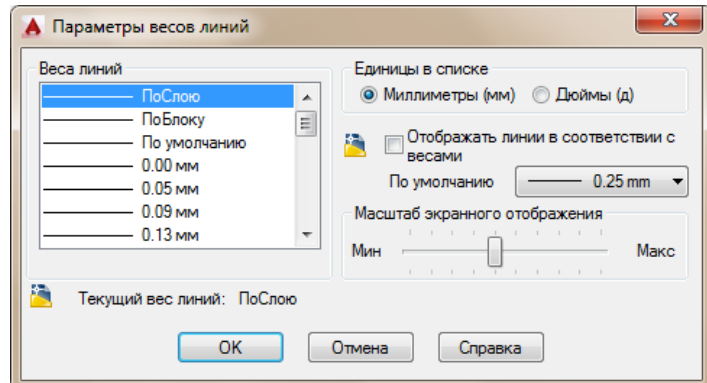 Параметры весов линий
Веса линий
ПоСлою
ПоБлоку
По умолчанию
0.00 мм
0.05 мм
0.09 мм
0.13 мм
Единицы в списке
Миллиметры (мм)
Дюймы (д)
Отображать линии в соответствии с
весами
По умолчанию
0.25 mm
Масштаб экранного отображения
Мин
Макс
Текущий вес линий: ПоСлою
OK
Отмена
Справка